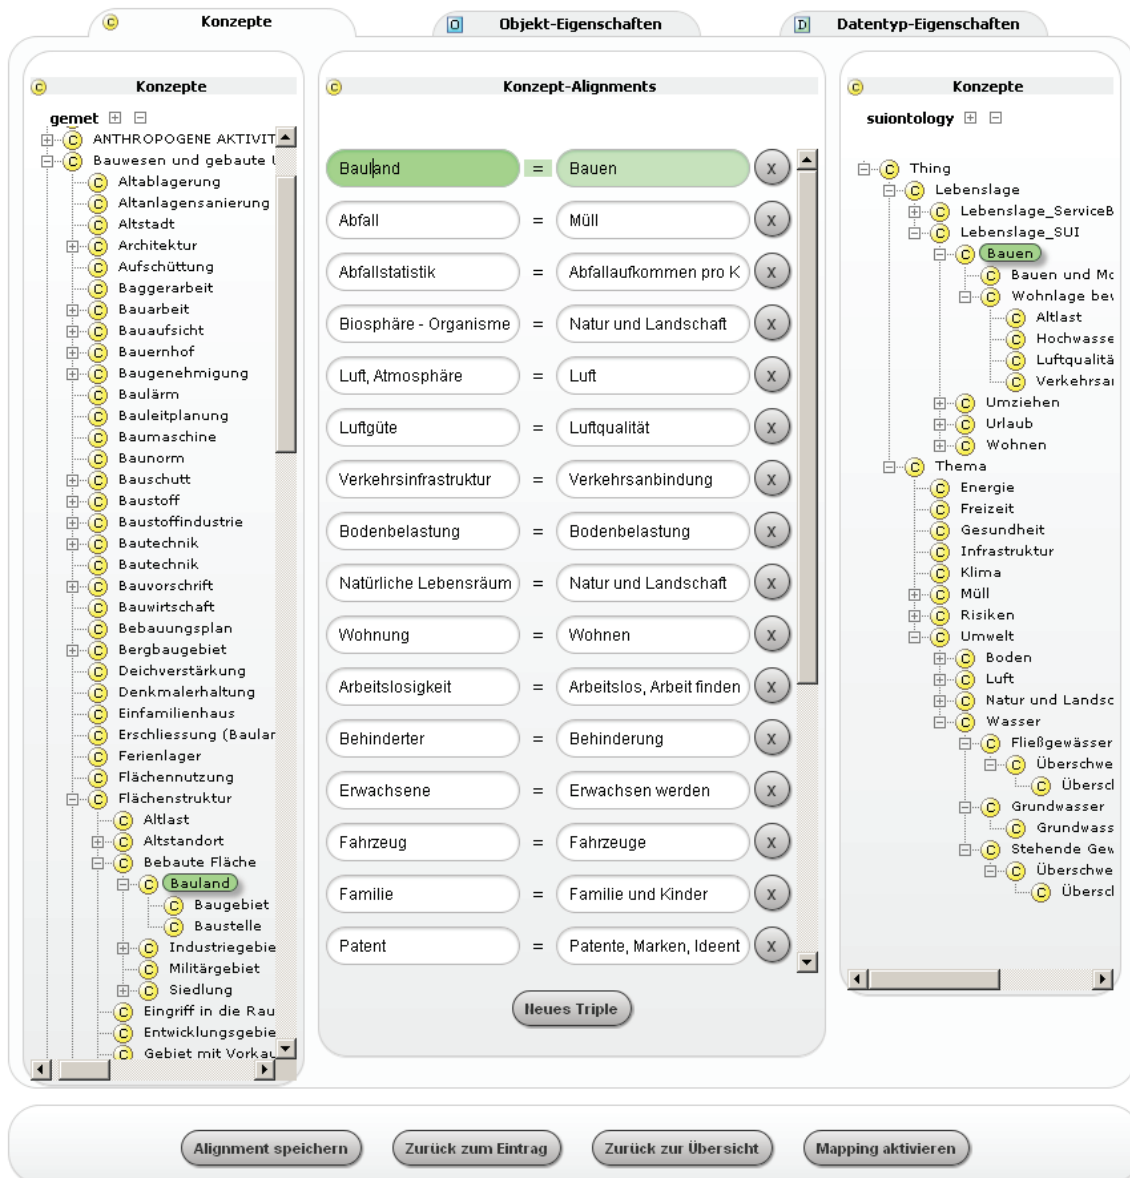 Konzepte
Objekt-Eigenschaften
Datentyp-Eigenschaften
Konzepte
gemet
ANTHROPOGENE AKTIVIT
Bauwesen und gebaute
Altablagerung
Altanlagensanierung
Altstadt
Architektur
Aufschüttung
Baggerarbeit
Bauarbeit
Bauaufsicht
Bauernhof
Baugenehmigung
Baulärm
Bauleitplanung
Baumaschine
Baunorm
Bauschutt
Baustoff
Baustoffindustrie
Bautechnik
Bautechnik
Bauvorschrift
Bauwirtschaft
Bebauungsplan
Bergbaugebiet
Deichverstärkung
Denkmalerhaltung
Einfamilienhaus
Erschliessung (Baular
Ferienlager
Flächennutzung
Flächenstruktur
Altlast
Altstandort
Bebaute Fläche
Bauland
Baugebiet
Baustelle
Industriegebie
Militärgebiet
Siedlung
Eingriff in die Rau
Entwicklungsgebie
Gebiet mit Vorkau
Konzept-Alignments
Bauland = Bauen X
Abfall = Müll X
Abfallstatistik = Abfallaufkommen pro K X
Biosphäre - Organisme = Natur und Landschaft X
Luft, Atmosphäre = Luft X
Luftgüte = Luftqualität X
Verkehrsinfrastruktur = Verkehrsanbindung X
Bodenbelastung = Bodenbelastung X
Natürliche Lebensräum = Natur und Landschaft X
Wohnung = Wohnen X
Arbeitslosigkeit = Arbeitslos, Arbeit finden X
Behinderter = Behinderung X
Erwachsene = Erwachsen werden X
Fahrzeug = Fahrzeuge X
Familie = Familie und Kinder X
Patent = Patente, Marken, Ideent X
Neues Triple
Konzepte
suiontology
Thing
Lebenslage
Lebenslage_ServiceB
Lebenslage_SUI
Bauen
Bauen und Mo
Wohnlage bew
Altlast
Hochwasse
Luftqualitä
Verkehrsan
Umziehen
Urlaub
Wohnen
Thema
Energie
Freizeit
Gesundheit
Infrastruktur
Klima
Müll
Risiken
Umwelt
Boden
Luft
Natur und Landsc
Wasser
Fließgewässer
Überschwe
Übersch
Grundwasser
Grundwass
Stehende Gew
Überschwe
Übersch
Alignment speichern
Zurück zum Eintrag
Zurück zur Übersicht
Mapping aktivieren